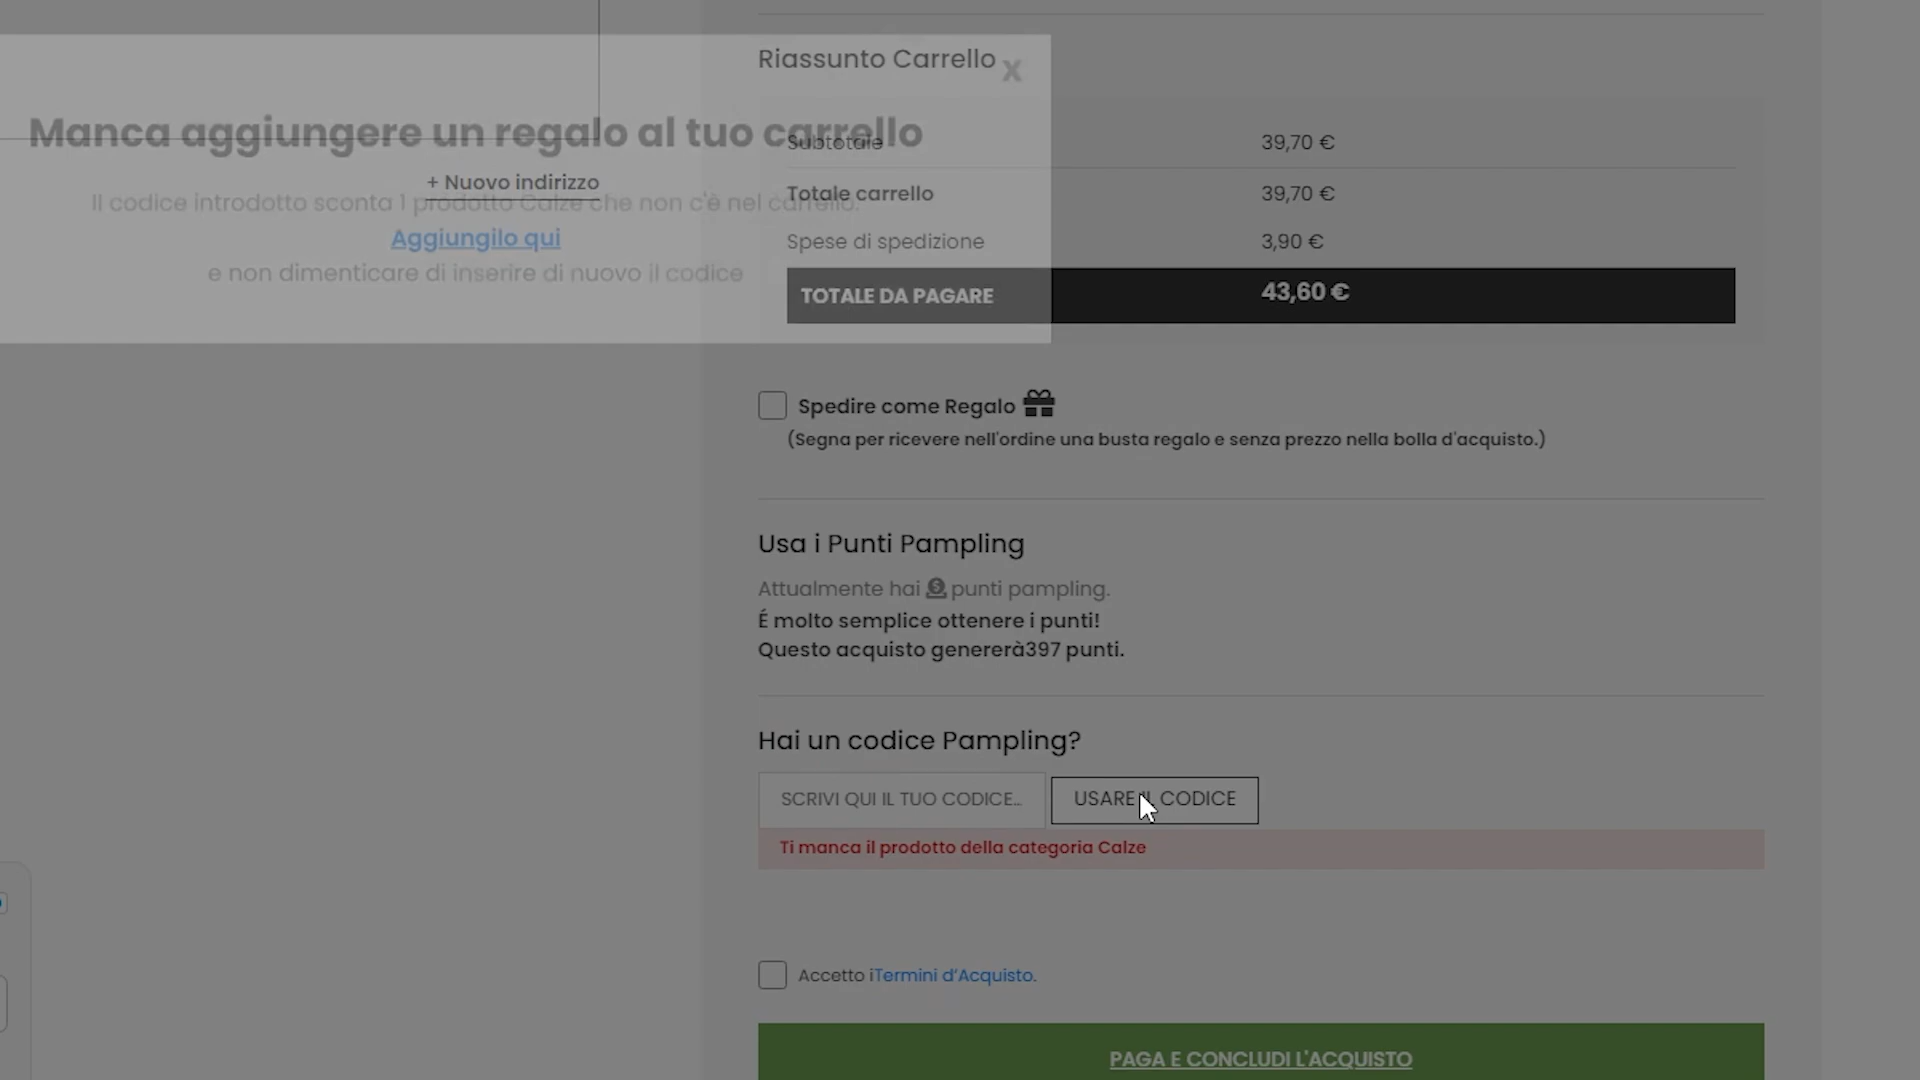 Riassunto Carrello
x
Manca aggiungere un regalo al tuo carrello
+ Nuovo indirizzo
Il codice introdotto sconta 1 prodotto Calze che non c'è nel carrello.
Aggiungilo qui
e non dimenticare di inserire di nuovo il codice
Subtotale 39,70 €
Totale carrello 39,70 €
Spese di spedizione 3,90 €
TOTALE DA PAGARE 43,60 €
Spedire come Regalo
(Segna per ricevere nell'ordine una busta regalo e senza prezzo nella bolla d'acquisto.)
Usa i Punti Pampling
Attualmente hai punti pampling.
É molto semplice ottenere i punti!
Questo acquisto genererà397 punti.
Hai un codice Pampling?
SCRIVI QUI IL TUO CODICE... USARE IL CODICE
Ti manca il prodotto della categoria Calze
Accetto iTermini d'Acquisto.
PAGA E CONCLUDI L'ACQUISTO